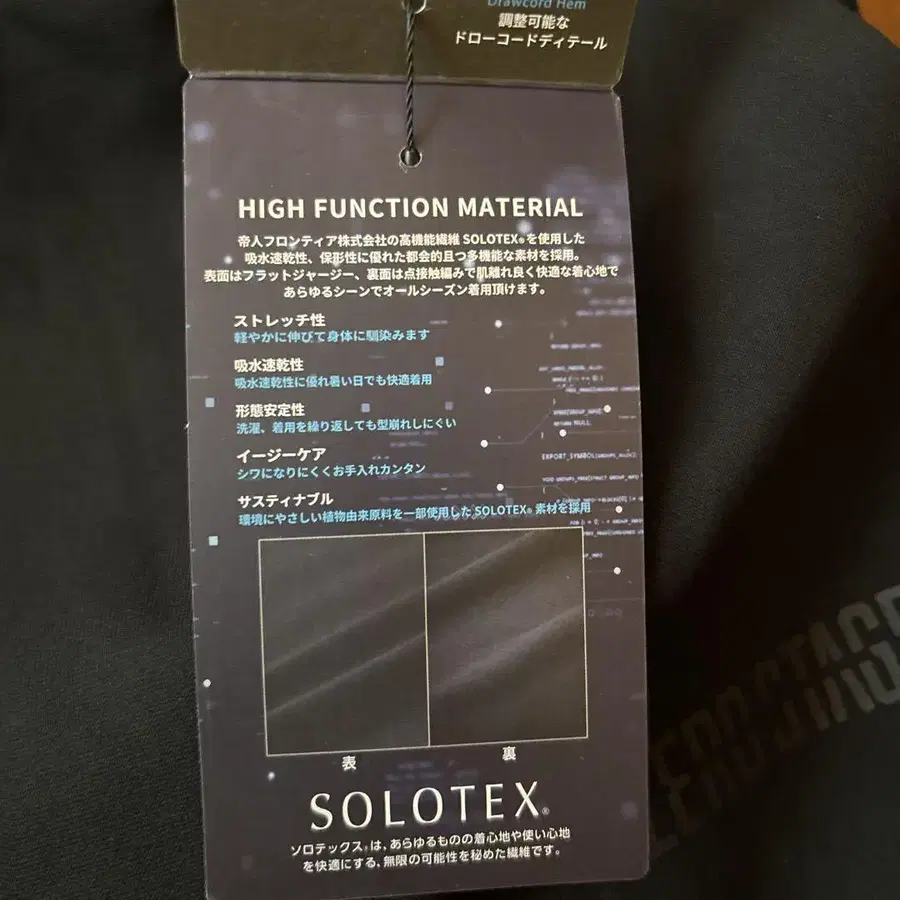 Drawcord Hem
調整可能な
ドローコードディテール
HIGH FUNCTION MATERIAL
帝人フロンティア株式会社の高機能繊維 SOLOTEX®を使用した
吸水速乾性、保形性に優れた都会的且つ多機能な素材を採用。
表面はフラットジャージー、裏面は点接触編みで肌離れ良く快適な着心地で
あらゆるシーンでオールシーズン着用頂けます。
ストレッチ性
軽やかに伸びて身体に馴染みます
吸水速乾性
吸水速乾性に優れ暑い日でも快適着用
形態安定性
洗濯、着用を繰り返しても型崩れしにくい
イージーケア
シワになりにくくお手入れカンタン
サスティナブル
環境にやさしい植物由来原料を一部使用した SOLOTEX® 素材を採用
EXPORT_SYMBOL(GROUPS_ALLOC);
RETURN NULL;
表
裏
SOLOTEX®
ソロテックス®は、あらゆるものの着心地や使い心地
を快適にする、無限の可能性を秘めた繊維です。